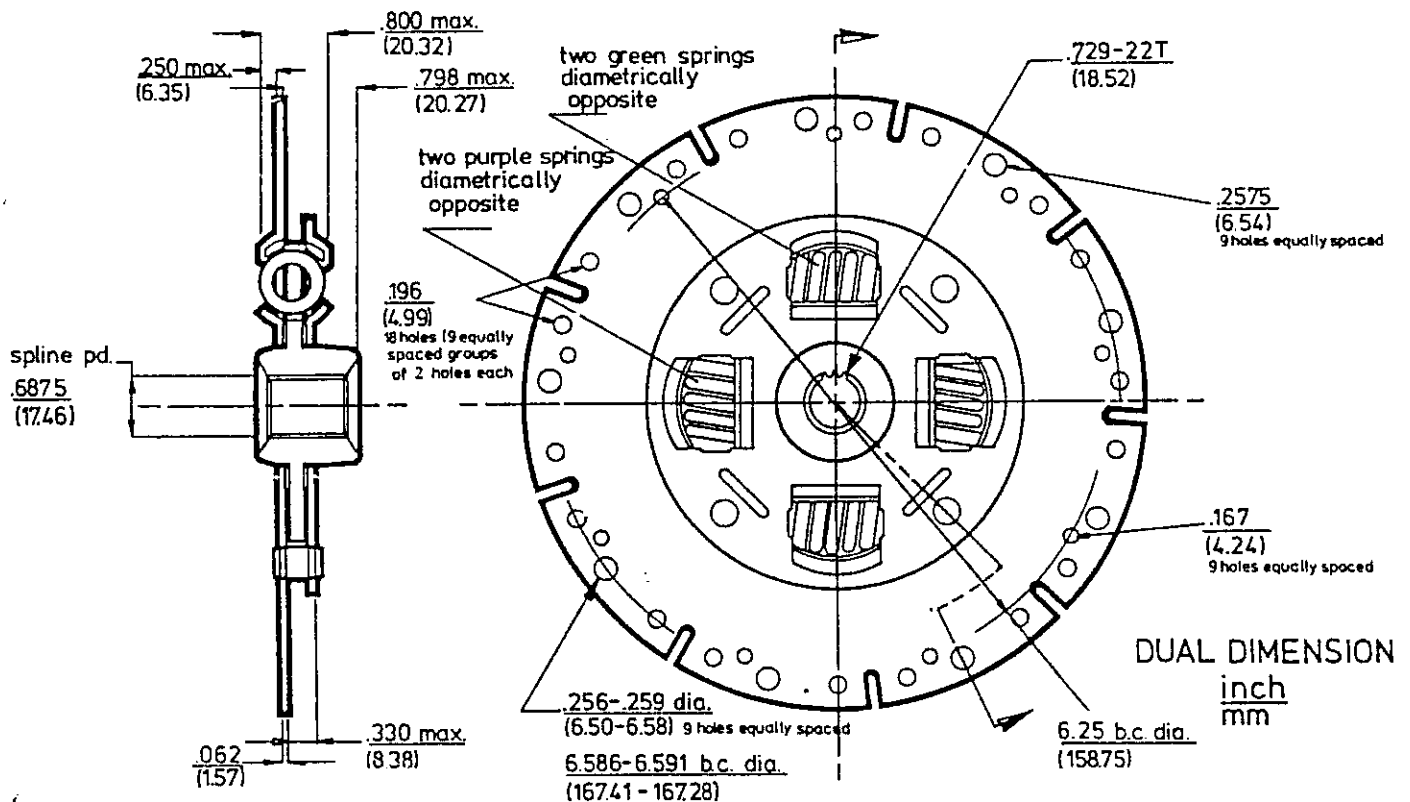 .800 max.
(20.32)
.250 max.
(6.35)
.798 max.
(20.27)
two green springs
diametrically
opposite
.729-22T
(18.52)
two purple springs
diametrically
opposite
.2575
(6.54)
9 holes equally spaced
.196
(4.99)
18 holes (9 equally
spaced groups
of 2 holes each
spline pd.
.6875
(17.46)
.167
(4.24)
9 holes equally spaced
DUAL DIMENSION
inch
mm
.256-.259 dia.
(6.50-6.58) 9 holes equally spaced
6.586-6.591 b.c. dia.
(167.41 - 167.28)
6.25 b.c. dia.
(158.75)
.062
(1.57)
.330 max.
(8.38)